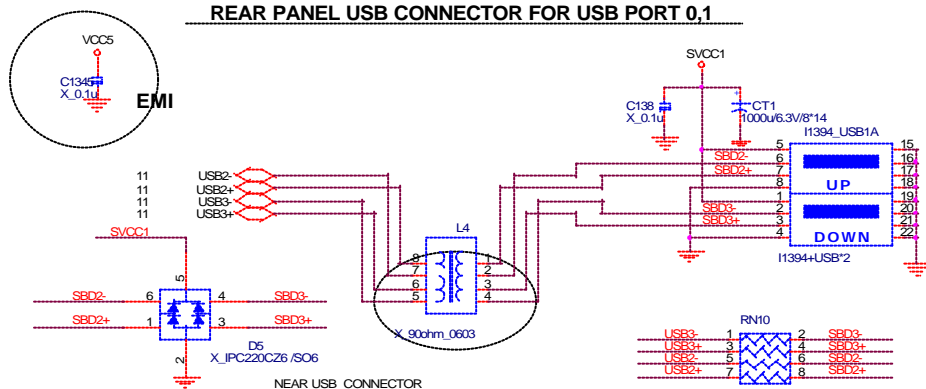 REAR PANEL USB CONNECTOR FOR USB PORT 0,1
VCC5
C1345
X_0.1u
EMI
SVCC1
C138
X_0.1u
CT1
1000u/6.3V/8*14
I1394_USB1A
SBD2- 5 15
6 16
SBD2+ 7 17
8 18
UP
1 19
SBD3- 2 20
SBD3+ 3 21
4 22
DOWN
I1394+USB*2
11 USB2-
11 USB2+
11 USB3-
11 USB3+
L4
8 1
7 2
6 3
5 4
X_90ohm_0603
SVCC1
5
SBD2- 6 4 SBD3-
SBD2+ 1 3 SBD3+
2
D5
X_IPC220CZ6 /SO6
NEAR USB CONNECTOR
RN10
USB3- 1 2 SBD3-
USB3+ 3 4 SBD3+
USB2- 5 6 SBD2-
USB2+ 7 8 SBD2+